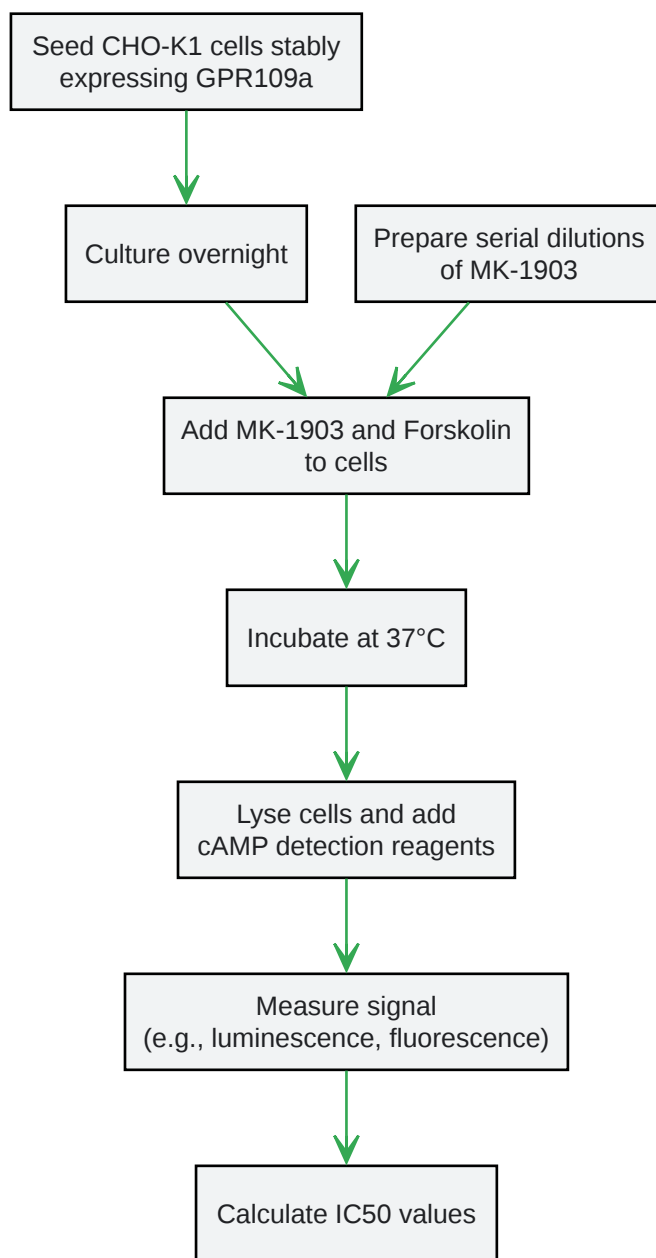 Seed CHO-K1 cells stably
expressing GPR109a
Culture overnight
Prepare serial dilutions
of MK-1903
Add MK-1903 and Forskolin
to cells
Incubate at 37°C
Lyse cells and add
cAMP detection reagents
Measure signal
(e.g., luminescence, fluorescence)
Calculate IC50 values